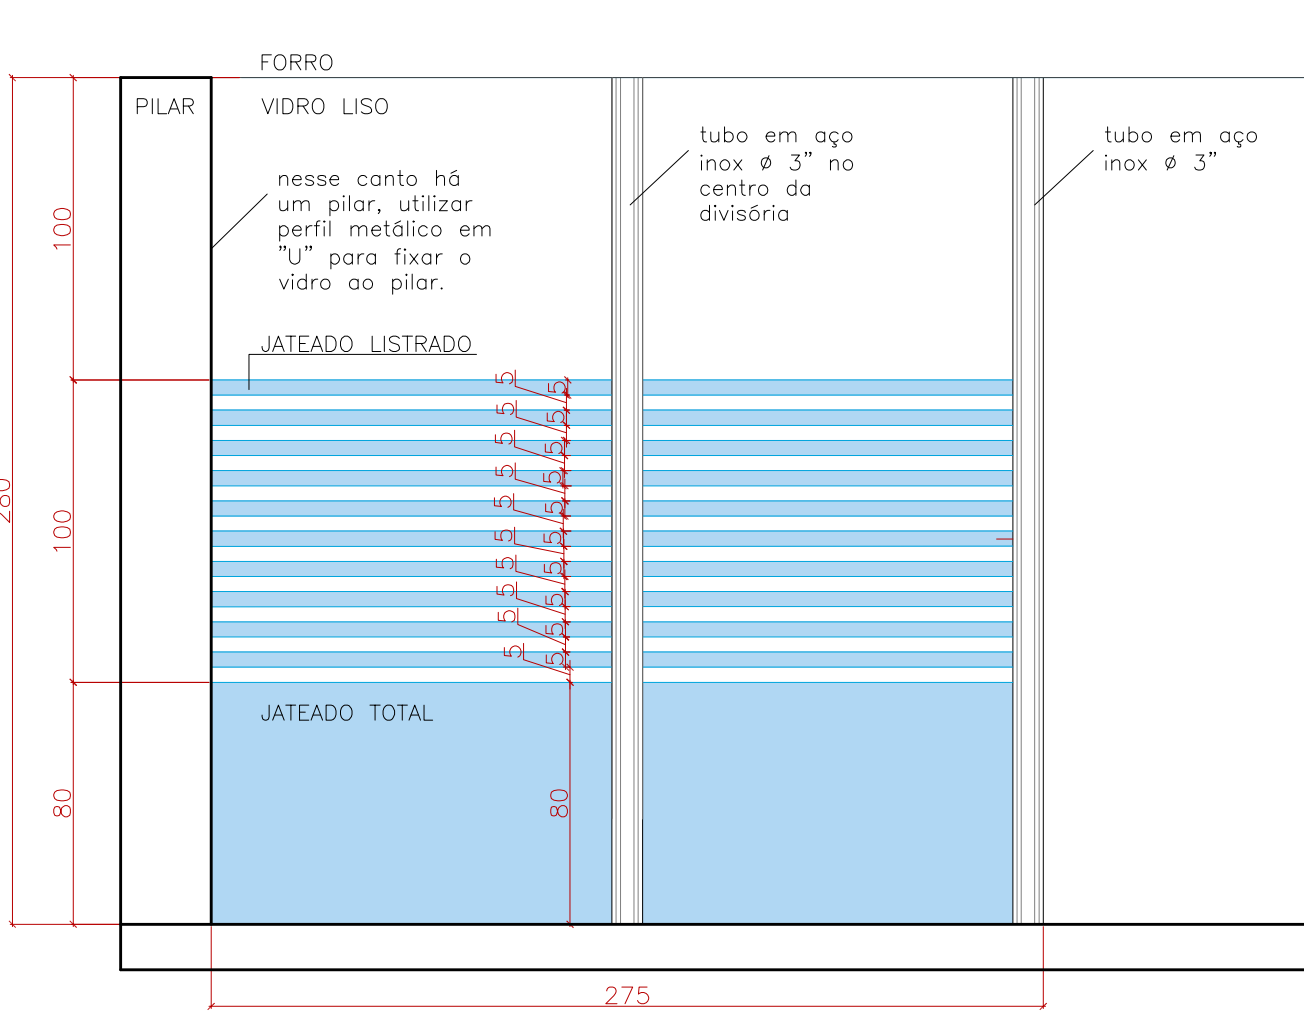 FORRO
PILAR
VIDRO LISO
tubo em aço
inox ø 3" no
centro da
divisória
tubo em aço
inox ø 3"
nesse canto há
um pilar, utilizar
perfil metálico em
"U" para fixar o
vidro ao pilar.
100
JATEADO LISTRADO
5
5
5
5
5
5
5
5
280
5
5
100
5
5
5
5
5
5
5
5
5
5
JATEADO TOTAL
80
80
275